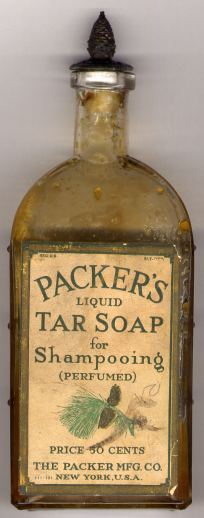 PACKER'S
LIQUID
TAR SOAP
for
Shampooing
(PERFUMED)
PRICE 50 CENTS
THE PACKER MFG. CO.
NEW YORK, U.S.A.